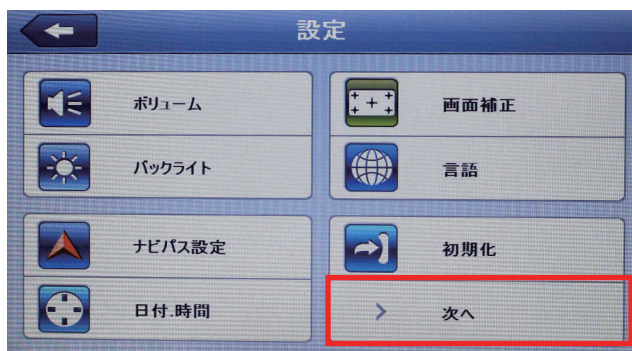 設定
ボリューム
バックライト
画面補正
言語
ナビパス設定
日付.時間
初期化
次へ